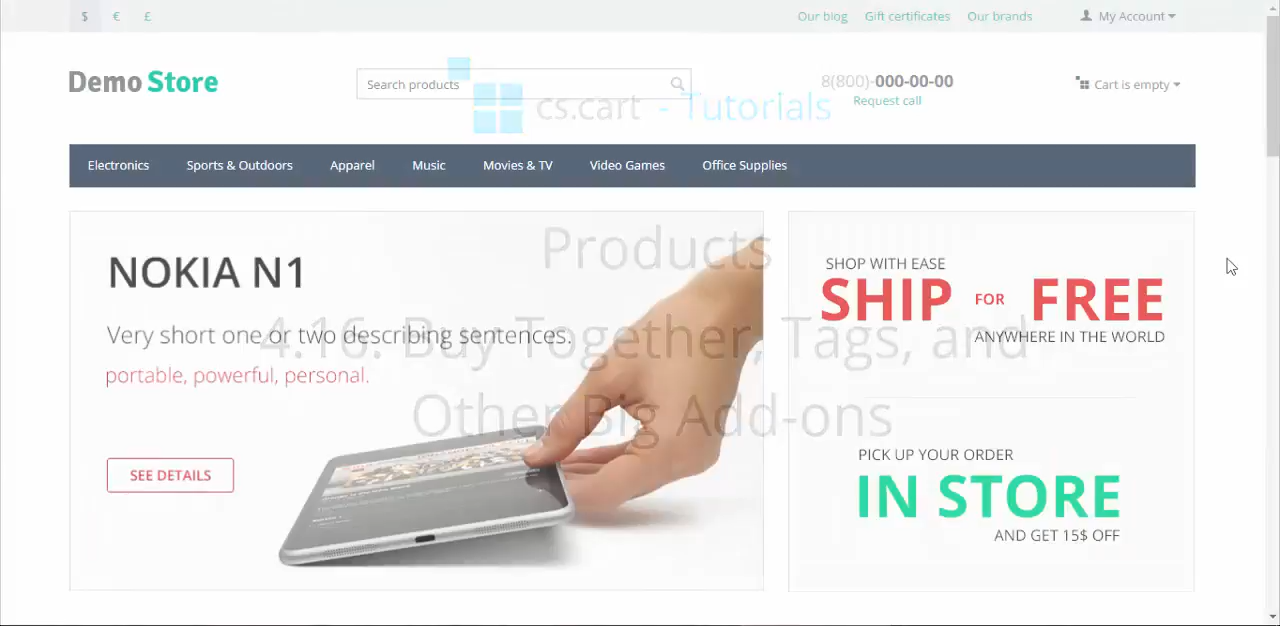 $ € £
Our blog Gift certificates Our brands My Account
Demo Store
Search products
8(800)-000-00-00
Request call
Cart is empty
cs.cart - Tutorials
Electronics Sports & Outdoors Apparel Music Movies & TV Video Games Office Supplies
Products
4.16. Buy Together, Tags, and
Other Big Add-ons
NOKIA N1
Very short one or two describing sentences.
portable, powerful, personal.
SEE DETAILS
SHOP WITH EASE
SHIP FOR FREE
ANYWHERE IN THE WORLD
PICK UP YOUR ORDER
IN STORE
AND GET 15$ OFF